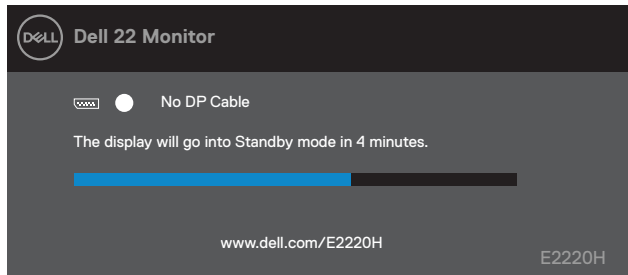 DELL
Dell 22 Monitor
No DP Cable
The display will go into Standby mode in 4 minutes.
www.dell.com/E2220H
E2220H